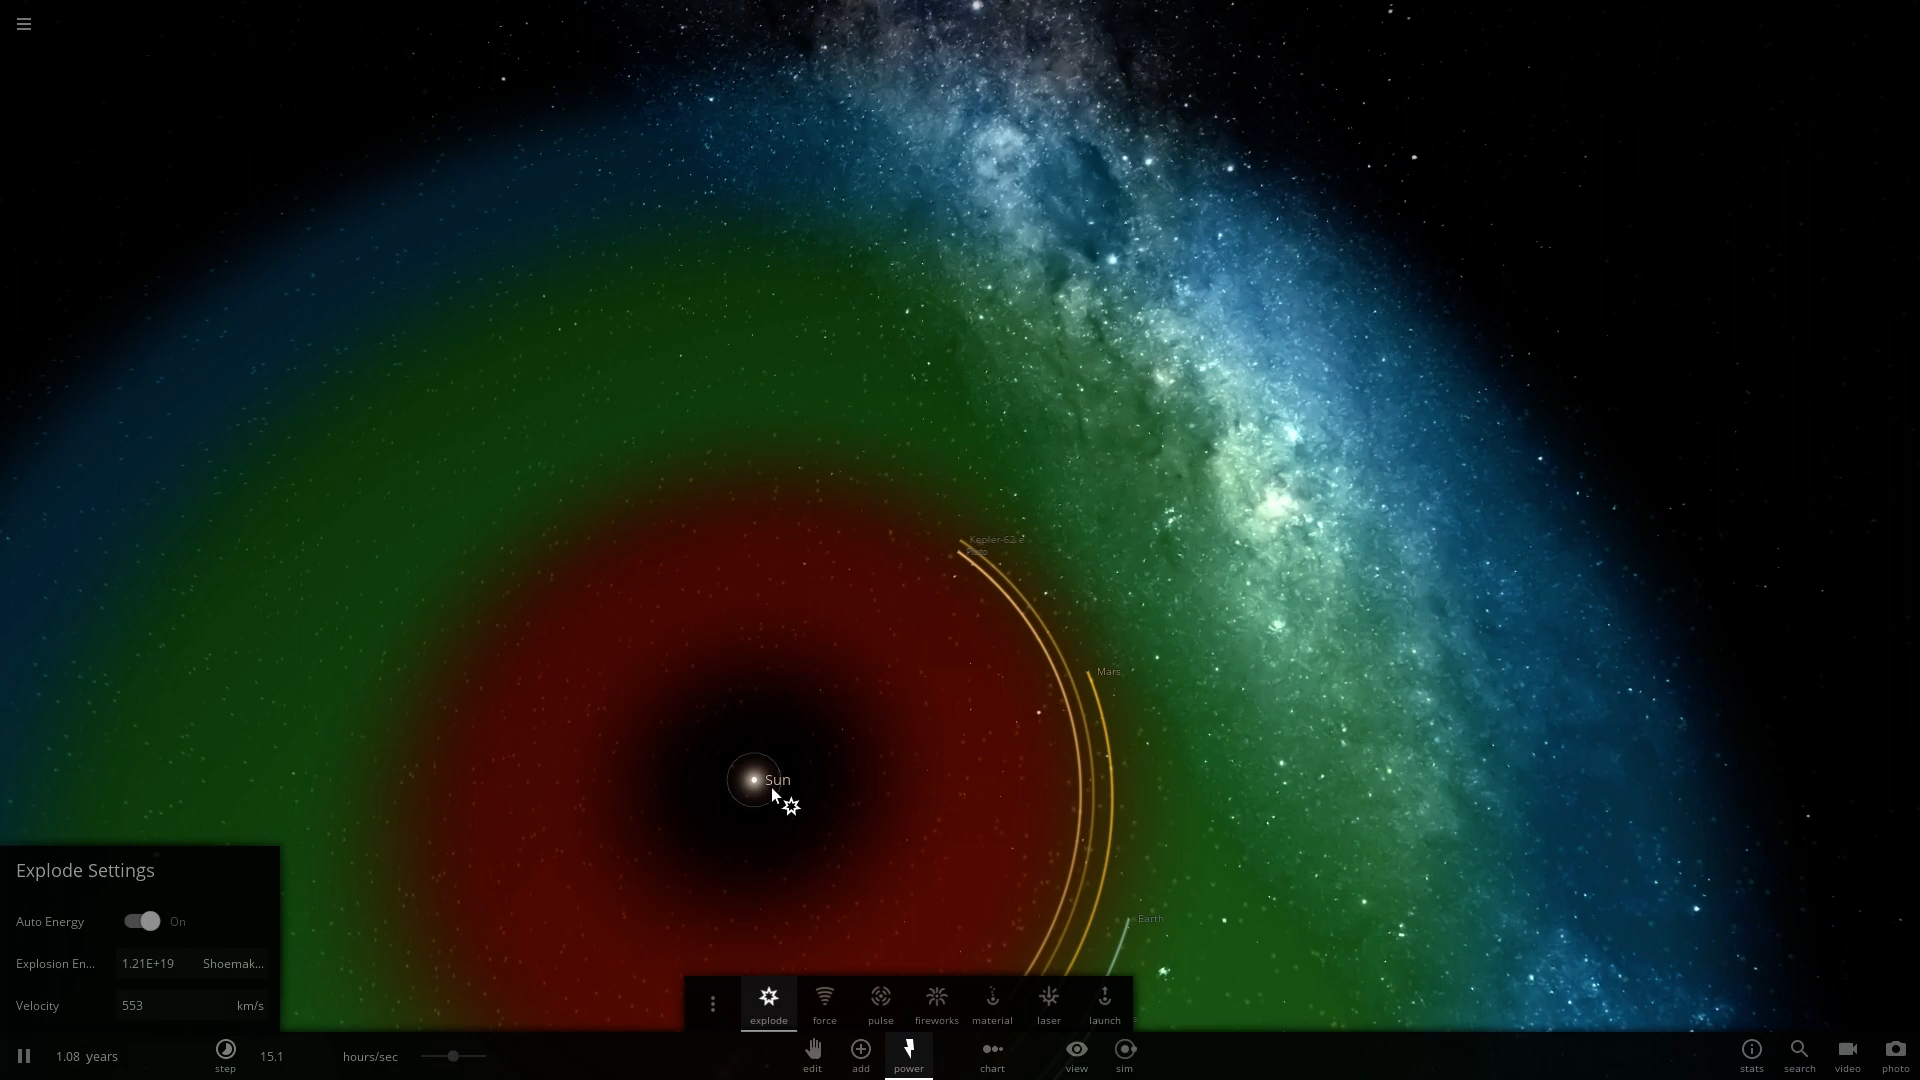 Kepler-62 e
Pluto
Mars
Sun
Earth
Explode Settings
Auto Energy On
Explosion En... 1.21E+19 Shoemak...
Velocity 553 km/s
explode force pulse fireworks material laser launch
1.08 years step 15.1 hours/sec edit add power chart view sim stats search video photo